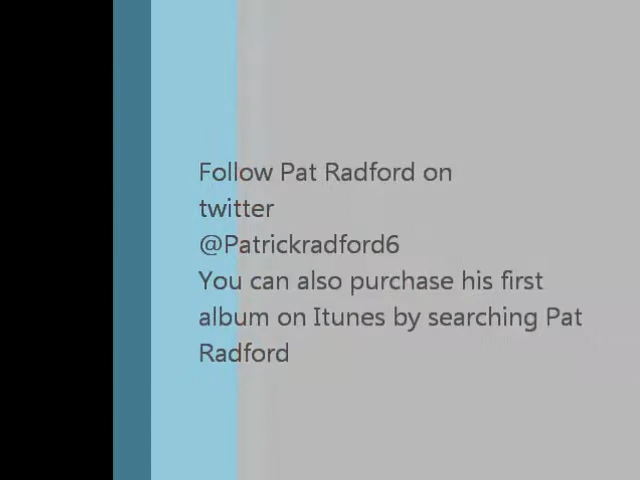 Follow Pat Radford on
twitter
@Patrickradford6
You can also purchase his first
album on Itunes by searching Pat
Radford